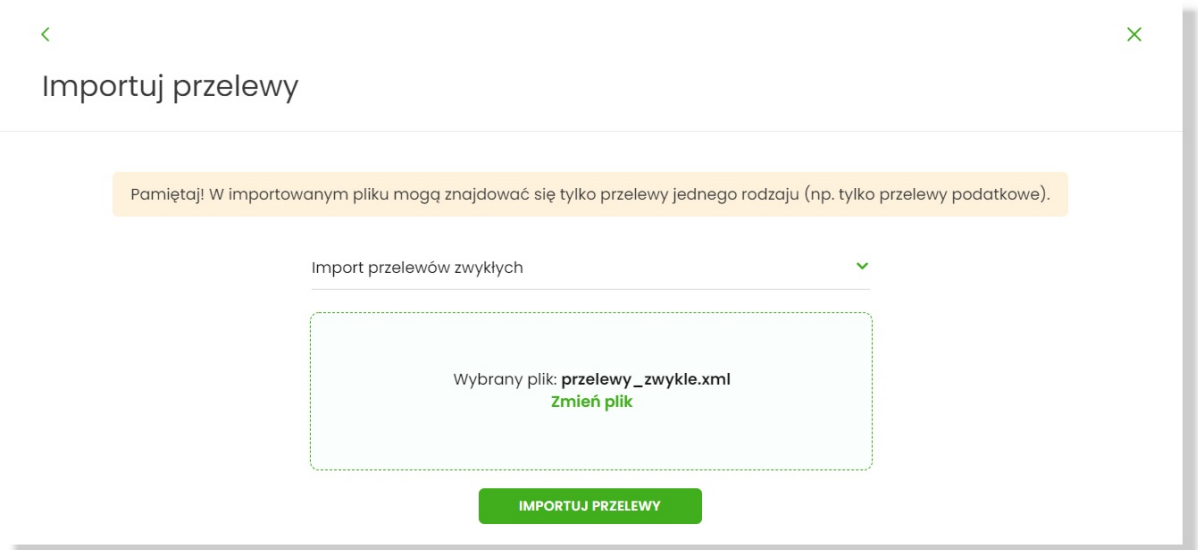 Importuj przelewy
Pamiętaj! W importowanym pliku mogą znajdować się tylko przelewy jednego rodzaju (np. tylko przelewy podatkowe).
Import przelewów zwykłych
Wybrany plik: przelewy_zwykle.xml
Zmień plik
IMPORTUJ PRZELEWY